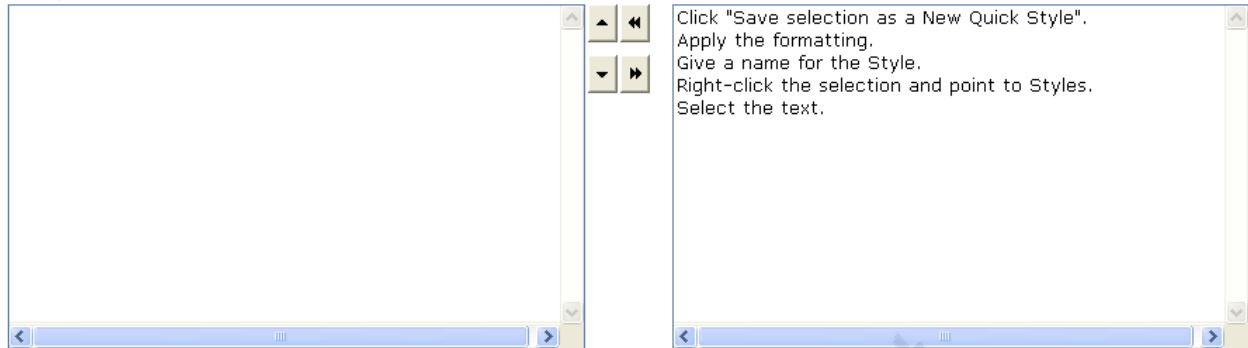 Click "Save selection as a New Quick Style".
Apply the formatting.
Give a name for the Style.
Right-click the selection and point to Styles.
Select the text.